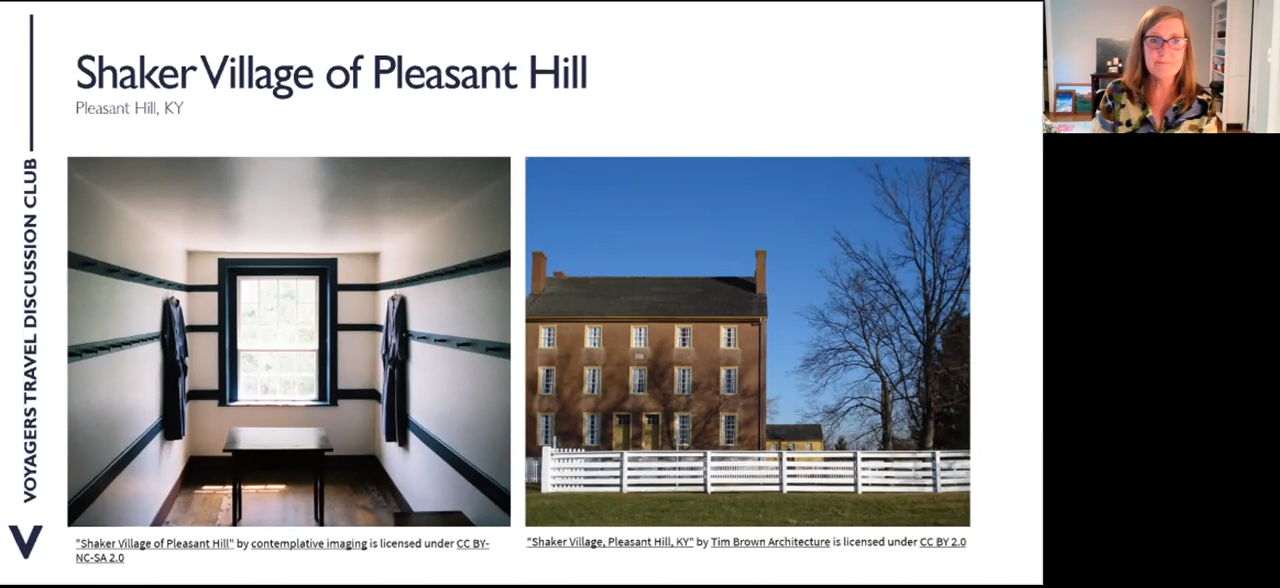 Shaker Village of Pleasant Hill
Pleasant Hill, KY
VOYAGERS TRAVEL DISCUSSION CLUB
V
"Shaker Village of Pleasant Hill" by contemplative imaging is licensed under CC BY-
NC-SA 2.0
"Shaker Village, Pleasant Hill, KY" by Tim Brown Architecture is licensed under CC BY 2.0